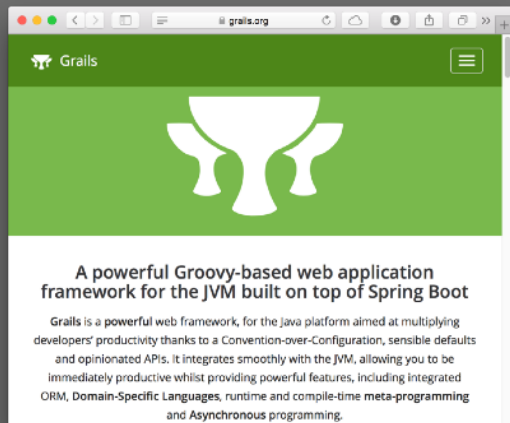 grails.org
Grails
A powerful Groovy-based web application
framework for the JVM built on top of Spring Boot
Grails is a powerful web framework, for the Java platform aimed at multiplying
developers' productivity thanks to a Convention-over-Configuration, sensible defaults
and opinionated APIs. It integrates smoothly with the JVM, allowing you to be
immediately productive whilst providing powerful features, including integrated
ORM, Domain-Specific Languages, runtime and compile-time meta-programming
and Asynchronous programming.